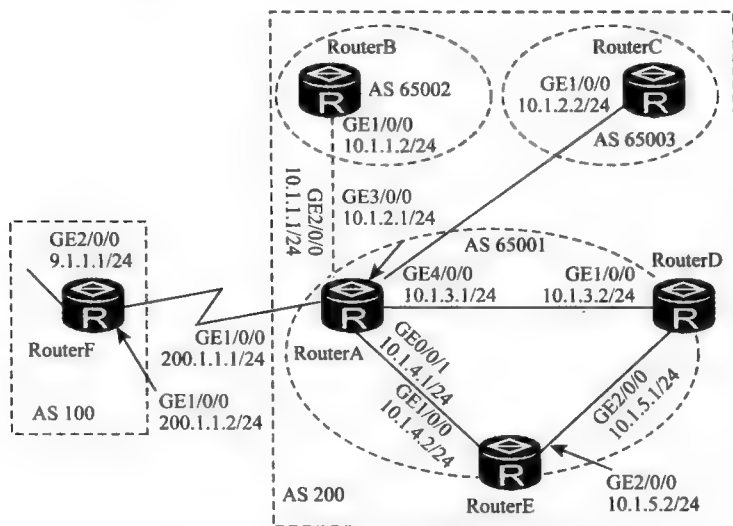 RouterB
AS 65002
GE1/0/0
10.1.1.2/24
RouterC
GE1/0/0
10.1.2.2/24
AS 65003
GE2/0/0
10.1.1.1/24
GE3/0/0
10.1.2.1/24
AS 65001
RouterD
GE4/0/0
10.1.3.1/24
GE1/0/0
10.1.3.2/24
GE2/0/0
9.1.1.1/24
R
R
R
R
R
R
RouterF
GE1/0/0
200.1.1.1/24
RouterA
GE0/0/1
10.1.4.1/24
GE1/0/0
10.1.4.2/24
GE2/0/0
10.1.5.1/24
AS 100
GE1/0/0
200.1.1.2/24
AS 200
RouterE
GE2/0/0
10.1.5.2/24